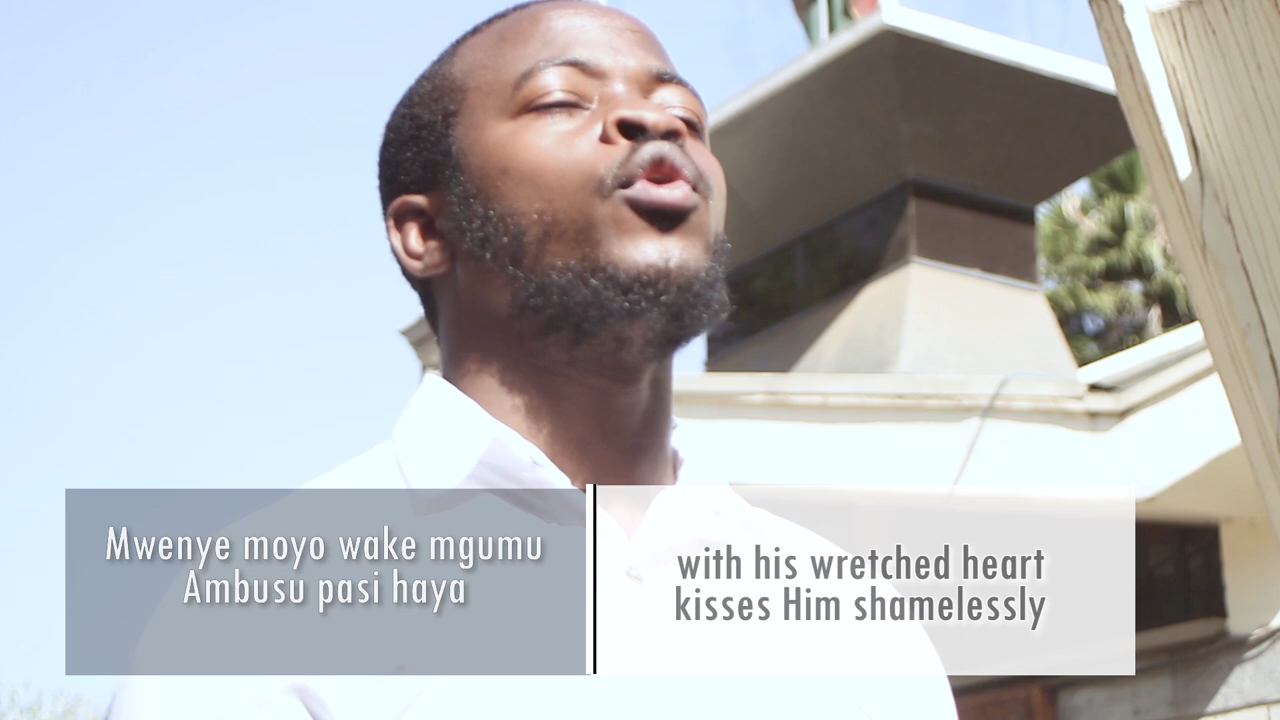 Mwenye moyo wake mgumu
Ambusu pasi haya
with his wretched heart
kisses Him shamelessly